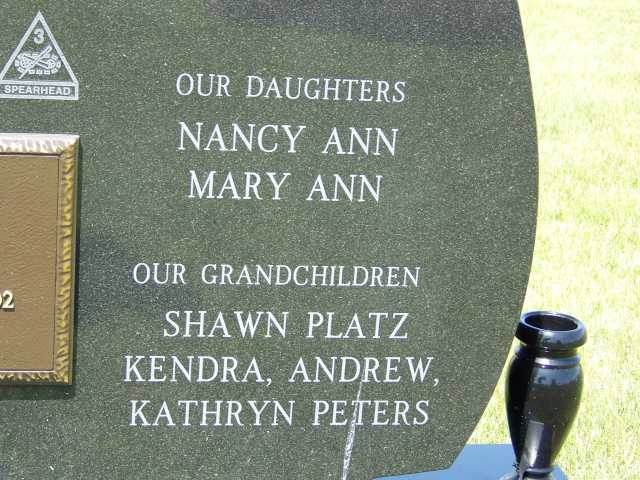 3
SPEARHEAD
OUR DAUGHTERS
NANCY ANN
MARY ANN
OUR GRANDCHILDREN
SHAWN PLATZ
KENDRA, ANDREW,
KATHRYN PETERS